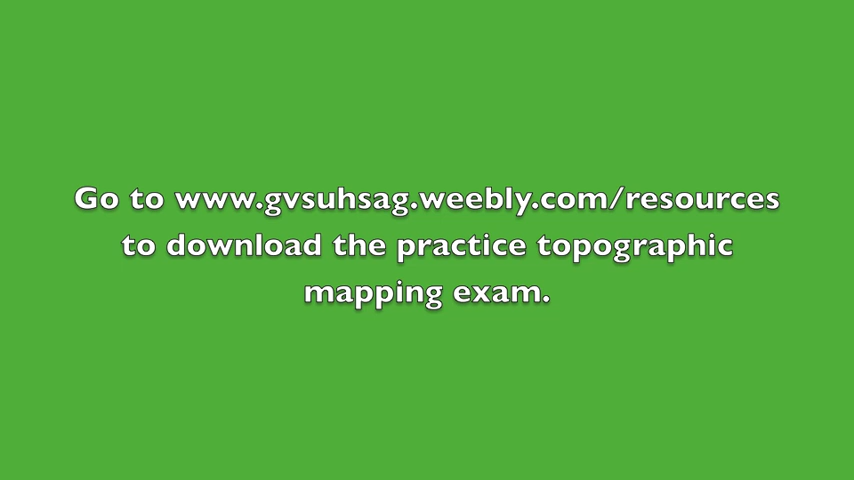 Go to www.gvsuhsag.weebly.com/resources
to download the practice topographic
mapping exam.